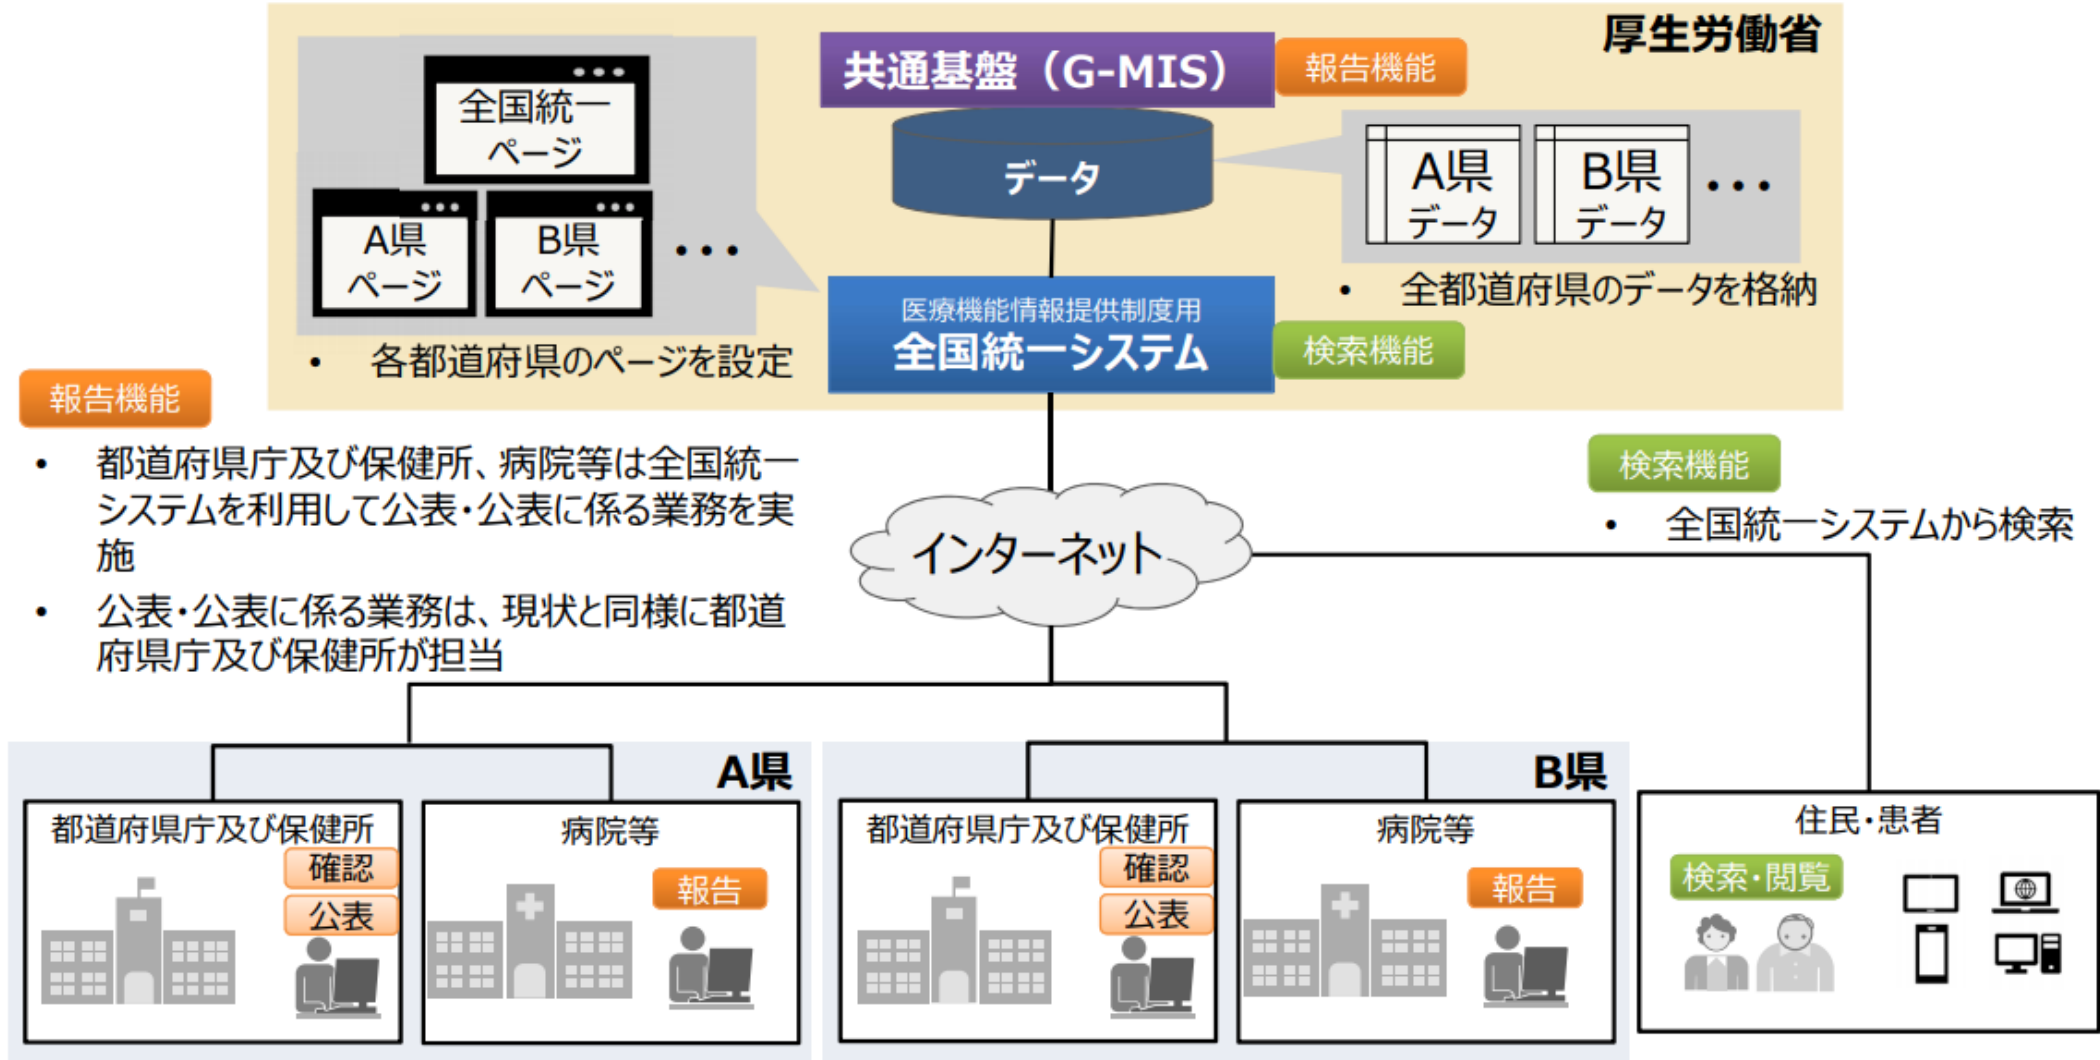 厚生労働省
共通基盤（G-MIS）
報告機能
全国統一
ページ
A県
ページ
B県
ページ
・・・
• 各都道府県のページを設定
データ
A県
データ
B県
データ
・・・
• 全都道府県のデータを格納
医療機能情報提供制度用
全国統一システム
検索機能
報告機能
• 都道府県庁及び保健所、病院等は全国統一
システムを利用して公表・公表に係る業務を実
施
• 公表・公表に係る業務は、現状と同様に都道
府県庁及び保健所が担当
インターネット
検索機能
• 全国統一システムから検索
A県
都道府県庁及び保健所
確認
公表
病院等
報告
B県
都道府県庁及び保健所
確認
公表
病院等
報告
住民・患者
検索・閲覧